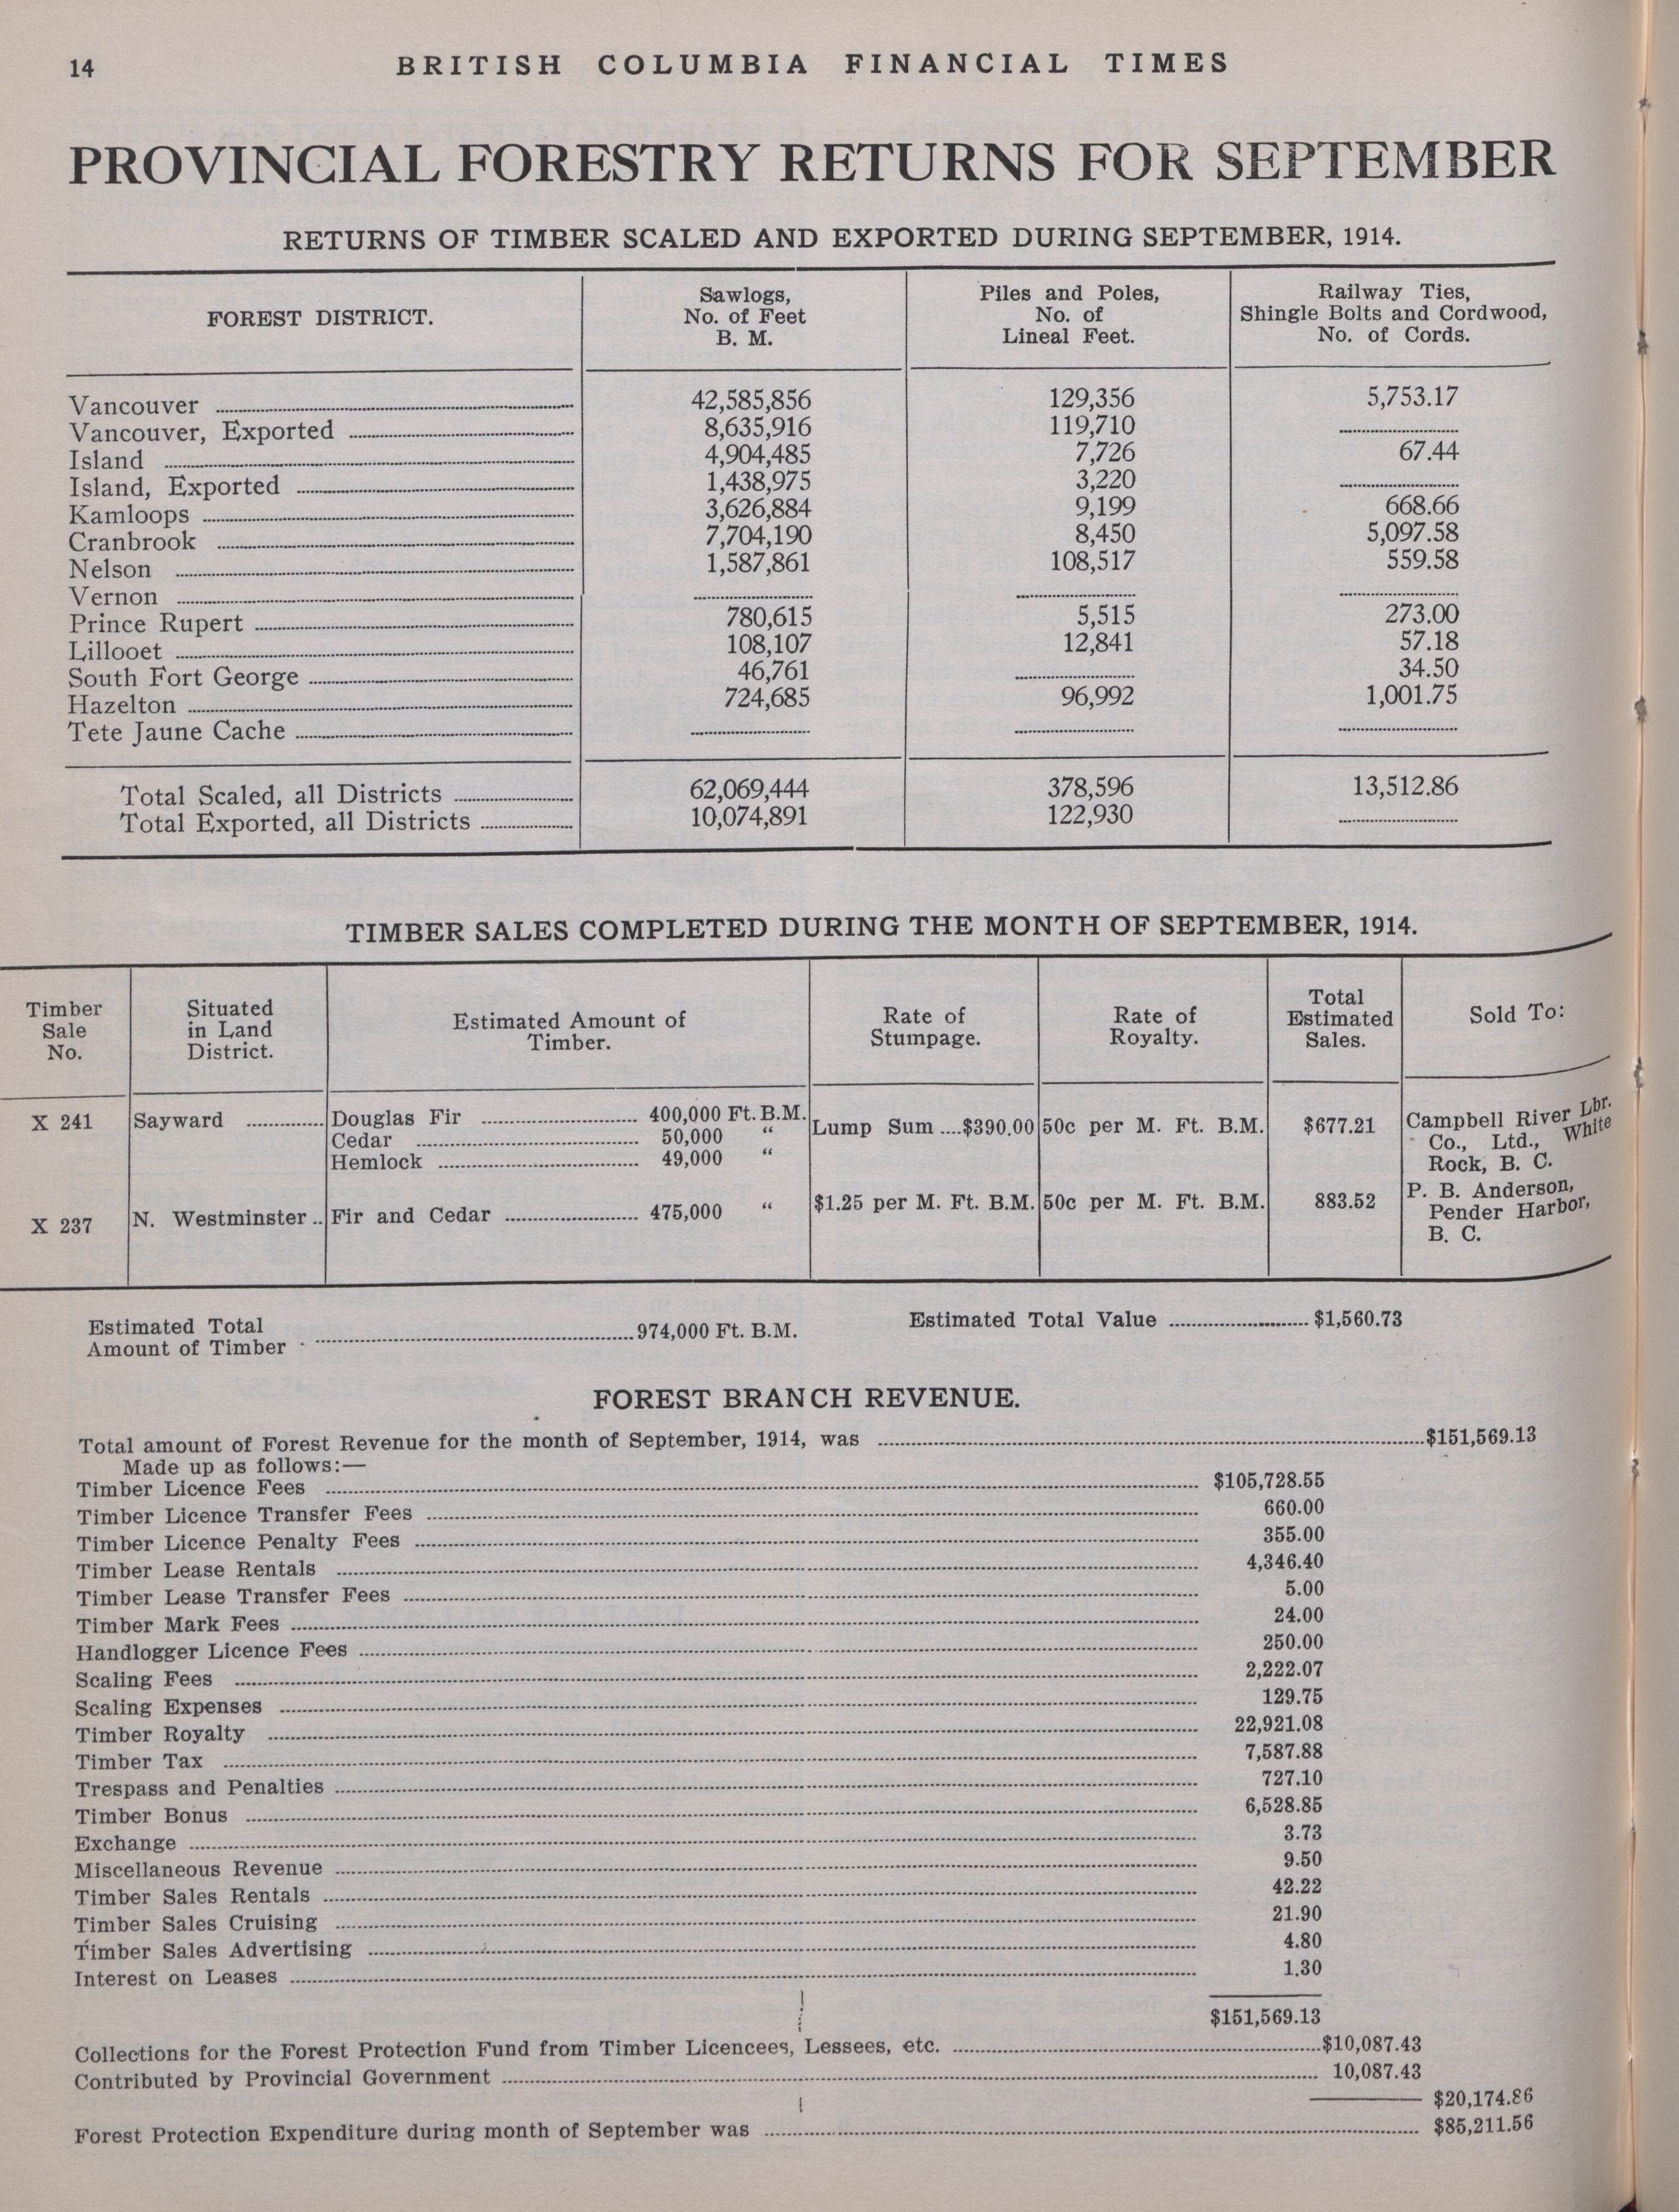 14 BRITISH COLUMBIA FINANCIAL TIMES
PROVINCIAL FORESTRY RETURNS FOR SEPTEMBER
RETURNS OF TIMBER SCALED AND EXPORTED DURING SEPTEMBER, 1914.
FOREST DISTRICT. Sawlogs, No. of Feet B. M. Piles and Poles, No. of Lineal Feet. Railway Ties, Shingle Bolts and Cordwood, No. of Cords.
Vancouver 42,585,856 129,356 5,753.17
Vancouver, Exported 8,635,916 119,710
Island 4,904,485 7,726 67.44
Island, Exported 1,438,975 3,220
Kamloops 3,626,884 9,199 668.66
Cranbrook 7,704,190 8,450 5,097.58
Nelson 1,587,861 108,517 559.58
Vernon
Prince Rupert 780,615 5,515 273.00
Lillooet 108,107 12,841 57.18
South Fort George 46,761 34.50
Hazelton 724,685 96,992 1,001.75
Tete Jaune Cache
Total Scaled, all Districts 62,069,444 378,596 13,512.86
Total Exported, all Districts 10,074,891 122,930
TIMBER SALES COMPLETED DURING THE MONTH OF SEPTEMBER, 1914.
Timber Sale No. Situated in Land District. Estimated Amount of Timber. Rate of Stumpage. Rate of Royalty. Total Estimated Sales. Sold To:
X 241 Sayward Douglas Fir 400,000 Ft. B.M. Lump Sum ....$390.00 50c per M. Ft. B.M. $677.21 Campbell River Lbr.
Cedar 50,000 " Co., Ltd., White
Hemlock 49,000 " Rock, B. C.
X 237 N. Westminster .. Fir and Cedar 475,000 " $1.25 per M. Ft. B.M. 50c per M. Ft. B.M. 883.52 P. B. Anderson,
Pender Harbor,
B. C.
Estimated Total
Amount of Timber 974,000 Ft. B.M. Estimated Total Value $1,560.73
FOREST BRANCH REVENUE.
Total amount of Forest Revenue for the month of September, 1914, was $151,569.13
Made up as follows:—
Timber Licence Fees $105,728.55
Timber Licence Transfer Fees 660.00
Timber Licence Penalty Fees 355.00
Timber Lease Rentals 4,346.40
Timber Lease Transfer Fees 5.00
Timber Mark Fees 24.00
Handlogger Licence Fees 250.00
Scaling Fees 2,222.07
Scaling Expenses 129.75
Timber Royalty 22,921.08
Timber Tax 7,587.88
Trespass and Penalties 727.10
Timber Bonus 6,528.85
Exchange 3.73
Miscellaneous Revenue 9.50
Timber Sales Rentals 42.22
Timber Sales Cruising 21.90
Timber Sales Advertising 4.80
Interest on Leases 1.30
$151,569.13
Collections for the Forest Protection Fund from Timber Licencees, Lessees, etc. $10,087.43
Contributed by Provincial Government 10,087.43
$20,174.86
Forest Protection Expenditure during month of September was $85,211.56